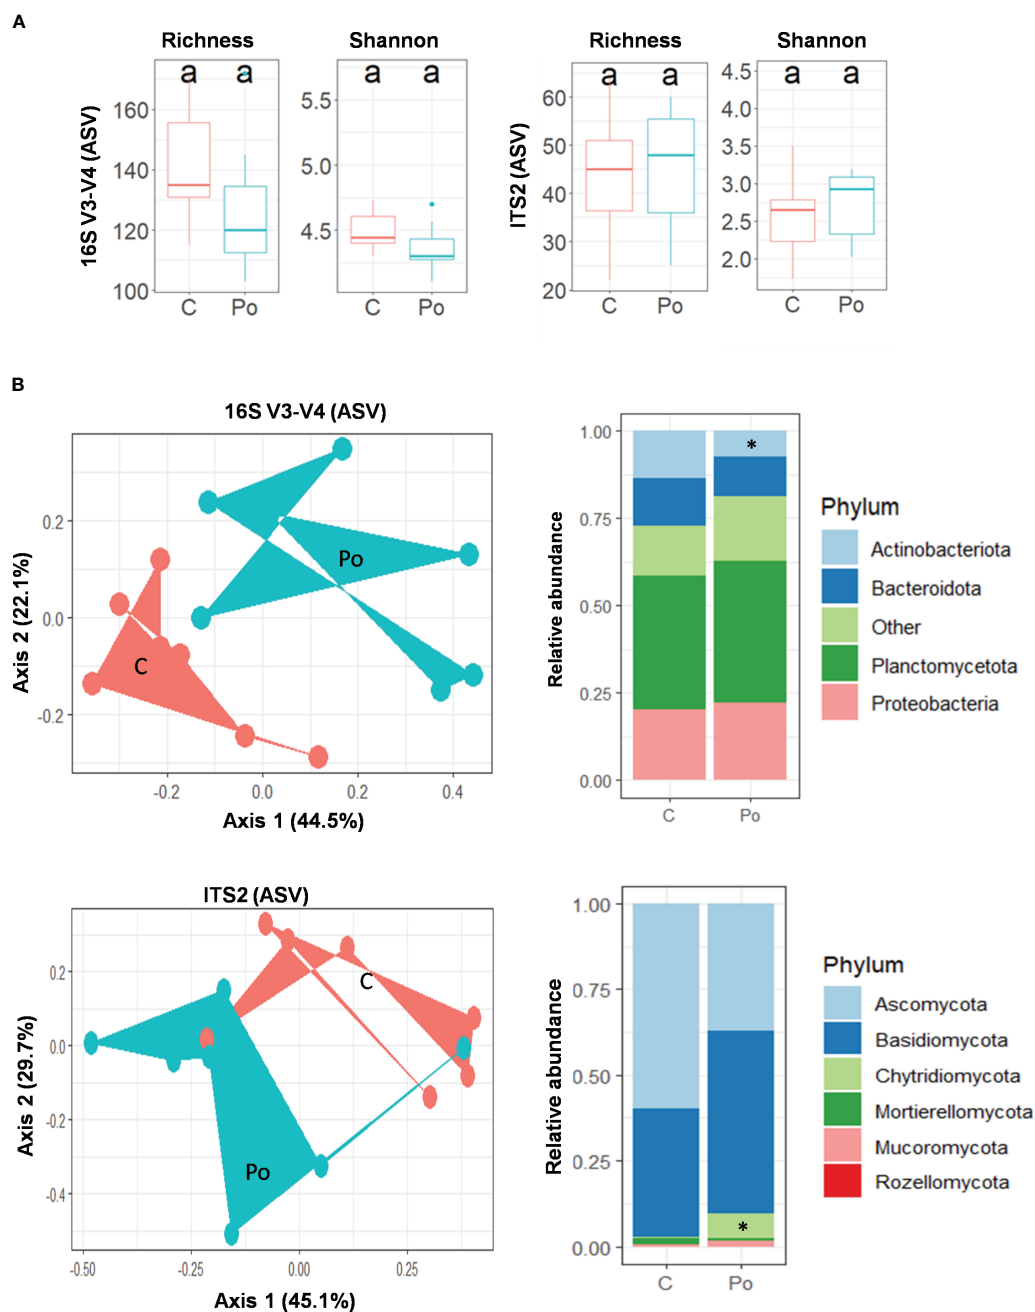 A
Richness Shannon Richness Shannon
16S V3-V4 (ASV)
160
140
120
100
a a
C Po
5.5
5.0
4.5
a a
C Po
ITS2 (ASV)
60
50
40
30
20
a a
C Po
4.5
4.0
3.5
3.0
2.5
2.0
a a
C Po
B
16S V3-V4 (ASV)
Axis 2 (22.1%)
0.2
0.0
-0.2
Po
C
-0.2 0.0 0.2 0.4
Axis 1 (44.5%)
Relative abundance
1.00
0.75
0.50
0.25
0.00
*
C Po
Phylum
Actinobacteriota
Bacteroidota
Other
Planctomycetota
Proteobacteria
ITS2 (ASV)
Axis 2 (29.7%)
0.2
0.0
-0.2
-0.4
C
Po
-0.50 -0.25 0.00 0.25
Axis 1 (45.1%)
Relative abundance
1.00
0.75
0.50
0.25
0.00
*
C Po
Phylum
Ascomycota
Basidiomycota
Chytridiomycota
Mortierellomycota
Mucoromycota
Rozellomycota